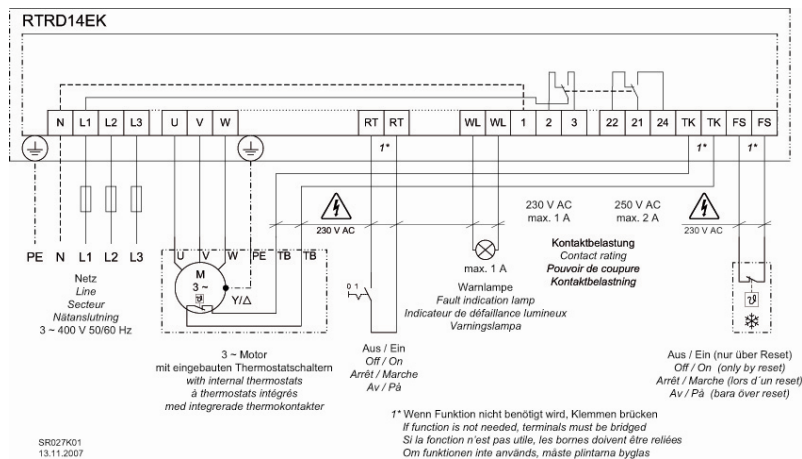 RTRD14EK
N L1 L2 L3 U V W RT RT WL WL 1 2 3 22 21 24 TK TK FS FS
1* 1* 1*
230 V AC
max. 1 A
250 V AC
max. 2 A
230 V AC
230 V AC
PE N L1 L2 L3
U V W PE TB TB
M
3 ~
ϑ
Y/△
0 1
max. 1 A
ϑ
Netz
Line
Secteur
Nätanslutning
3 ~ 400 V 50/60 Hz
3 ~ Motor
mit eingebauten Thermostatschaltern
with internal thermostats
à thermostats intégrés
med integrerade thermokontakter
Aus / Ein
Off / On
Arrêt / Marche
Av / På
Warnlampe
Fault indication lamp
Indicateur de défaillance lumineux
Varningslampa
Kontaktbelastung
Contact rating
Pouvoir de coupure
Kontaktbelastning
Aus / Ein (nur über Reset)
Off / On (only by reset)
Arrêt / Marche (lors d´un reset)
Av / På (bara över reset)
1* Wenn Funktion nicht benötigt wird, Klemmen brücken
If function is not needed, terminals must be bridged
Si la fonction n'est pas utile, les bornes doivent être reliées
Om funktionen inte används, måste plintarna byglas
SR027K01
13.11.2007